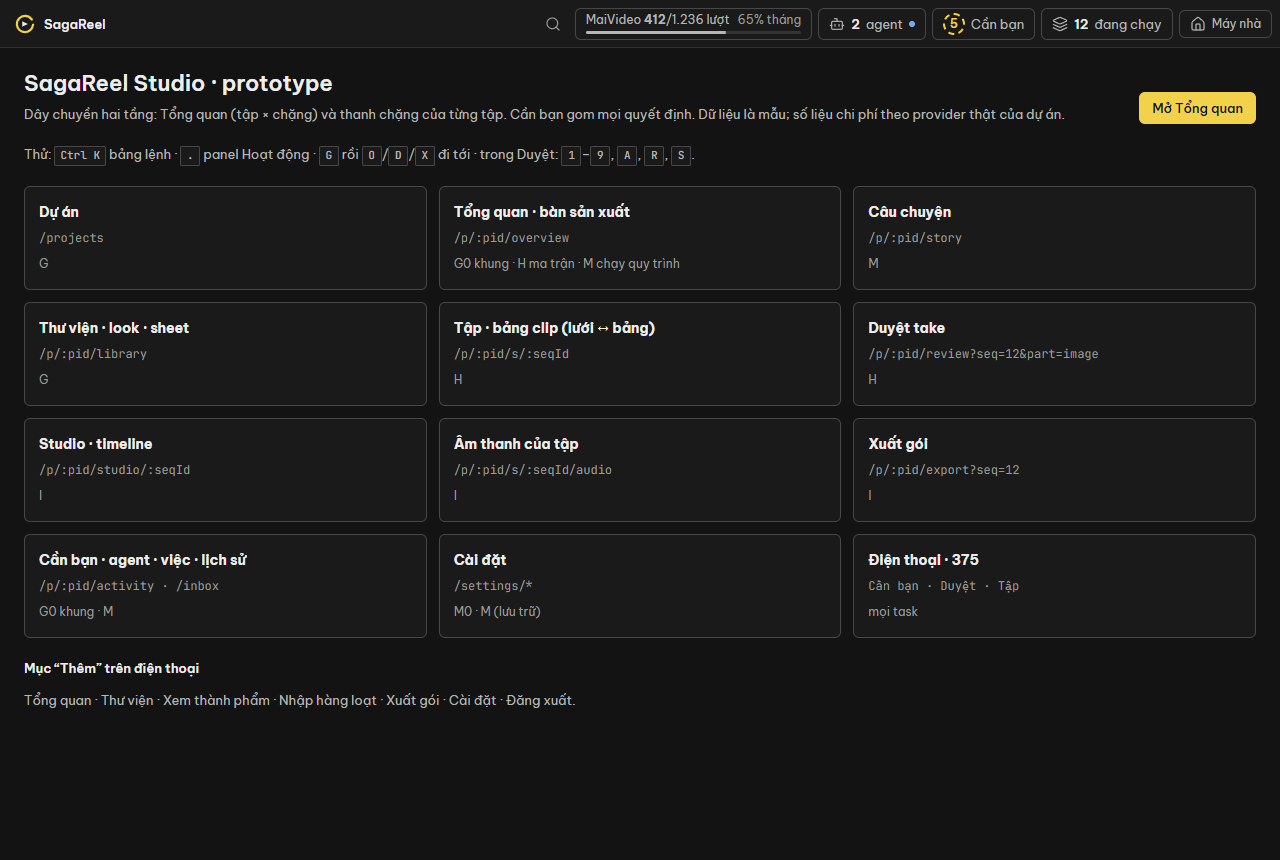 SagaReel
MaiVideo 412/1.236 lượt 65% tháng
2 agent
5 Cần bạn
12 đang chạy
Máy nhà
SagaReel Studio · prototype
Dây chuyền hai tầng: Tổng quan (tập × chặng) và thanh chặng của từng tập. Cần bạn gom mọi quyết định. Dữ liệu là mẫu; số liệu chi phí theo provider thật của dự án.
Mở Tổng quan
Thử: Ctrl K bảng lệnh · . panel Hoạt động · G rồi O/D/X đi tới · trong Duyệt: 1–9, A, R, S.
Dự án
/projects
G
Tổng quan · bàn sản xuất
/p/:pid/overview
G0 khung · H ma trận · M chạy quy trình
Câu chuyện
/p/:pid/story
M
Thư viện · look · sheet
/p/:pid/library
G
Tập · bảng clip (lưới ↔ bảng)
/p/:pid/s/:seqId
H
Duyệt take
/p/:pid/review?seq=12&part=image
H
Studio · timeline
/p/:pid/studio/:seqId
I
Âm thanh của tập
/p/:pid/s/:seqId/audio
I
Xuất gói
/p/:pid/export?seq=12
I
Cần bạn · agent · việc · lịch sử
/p/:pid/activity · /inbox
G0 khung · M
Cài đặt
/settings/*
M0 · M (lưu trữ)
Điện thoại · 375
Cần bạn · Duyệt · Tập
mọi task
Mục “Thêm” trên điện thoại
Tổng quan · Thư viện · Xem thành phẩm · Nhập hàng loạt · Xuất gói · Cài đặt · Đăng xuất.